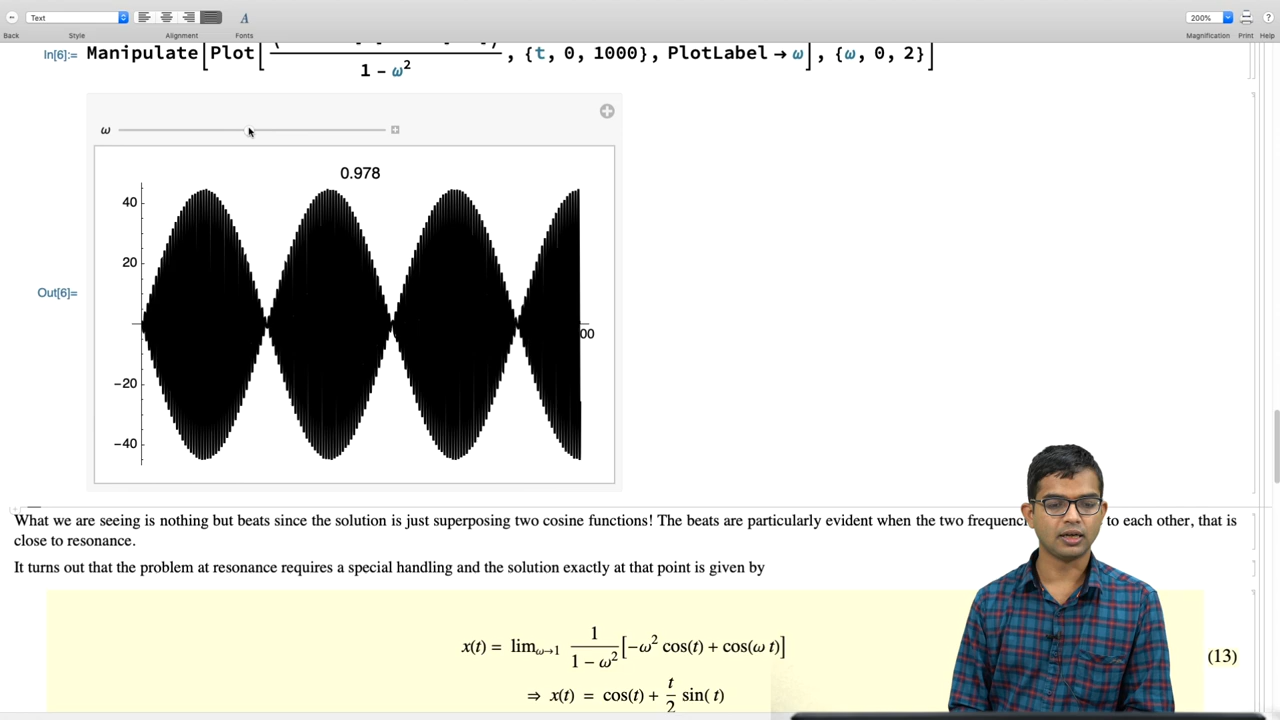 Text 200%
Back Style Alignment Fonts Magnification Print Help
In[6]:= Manipulate[Plot[ / 1 - ω², {t, 0, 1000}, PlotLabel → ω], {ω, 0, 2}]
ω
0.978
40
20
Out[6]=
00
-20
-40
What we are seeing is nothing but beats since the solution is just superposing two cosine functions! The beats are particularly evident when the two to each other, that is
close to resonance.
It turns out that the problem at resonance requires a special handling and the solution exactly at that point is given by
x(t) = lim ω→1 1/(1 - ω²) [-ω² cos(t) + cos(ω t)]
(13)
⇒ x(t) = cos(t) + t/2 sin( t)